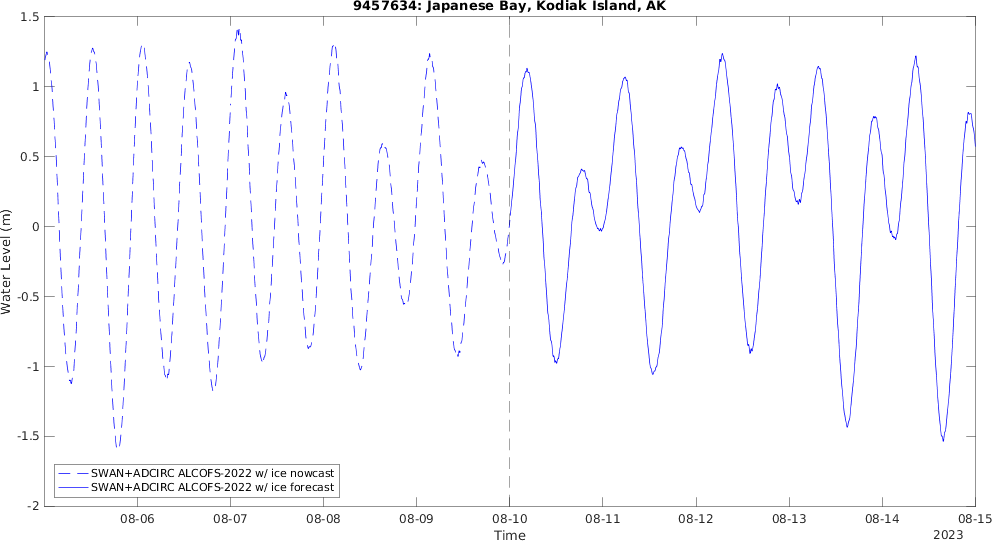 9457634: Japanese Bay, Kodiak Island, AK
1.5
1
0.5
0
-0.5
-1
-1.5
-2
Water Level (m)
SWAN+ADCIRC ALCOFS-2022 w/ ice nowcast
SWAN+ADCIRC ALCOFS-2022 w/ ice forecast
08-06 08-07 08-08 08-09 08-10 08-11 08-12 08-13 08-14 08-15
Time
2023